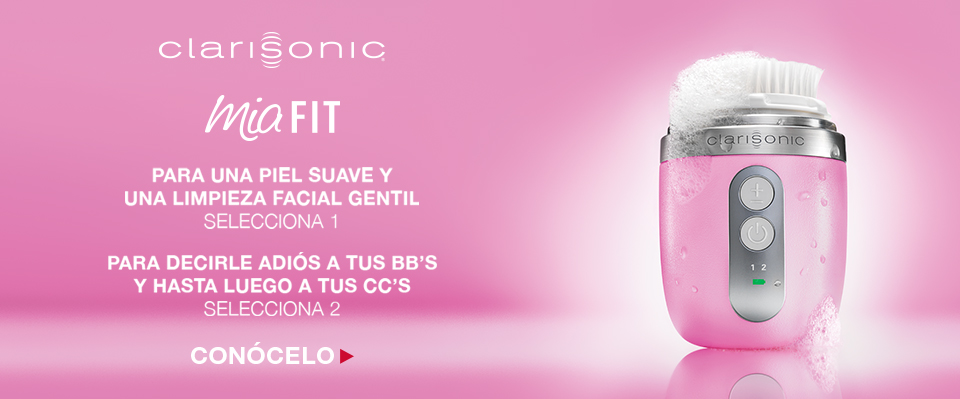 clarisonic
mia FIT
PARA UNA PIEL SUAVE Y
UNA LIMPIEZA FACIAL GENTIL
SELECCIONA 1
PARA DECIRLE ADIÓS A TUS BB'S
Y HASTA LUEGO A TUS CC'S
SELECCIONA 2
CONÓCELO
clarisonic
1 2